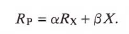 R_P = αR_X + βX.